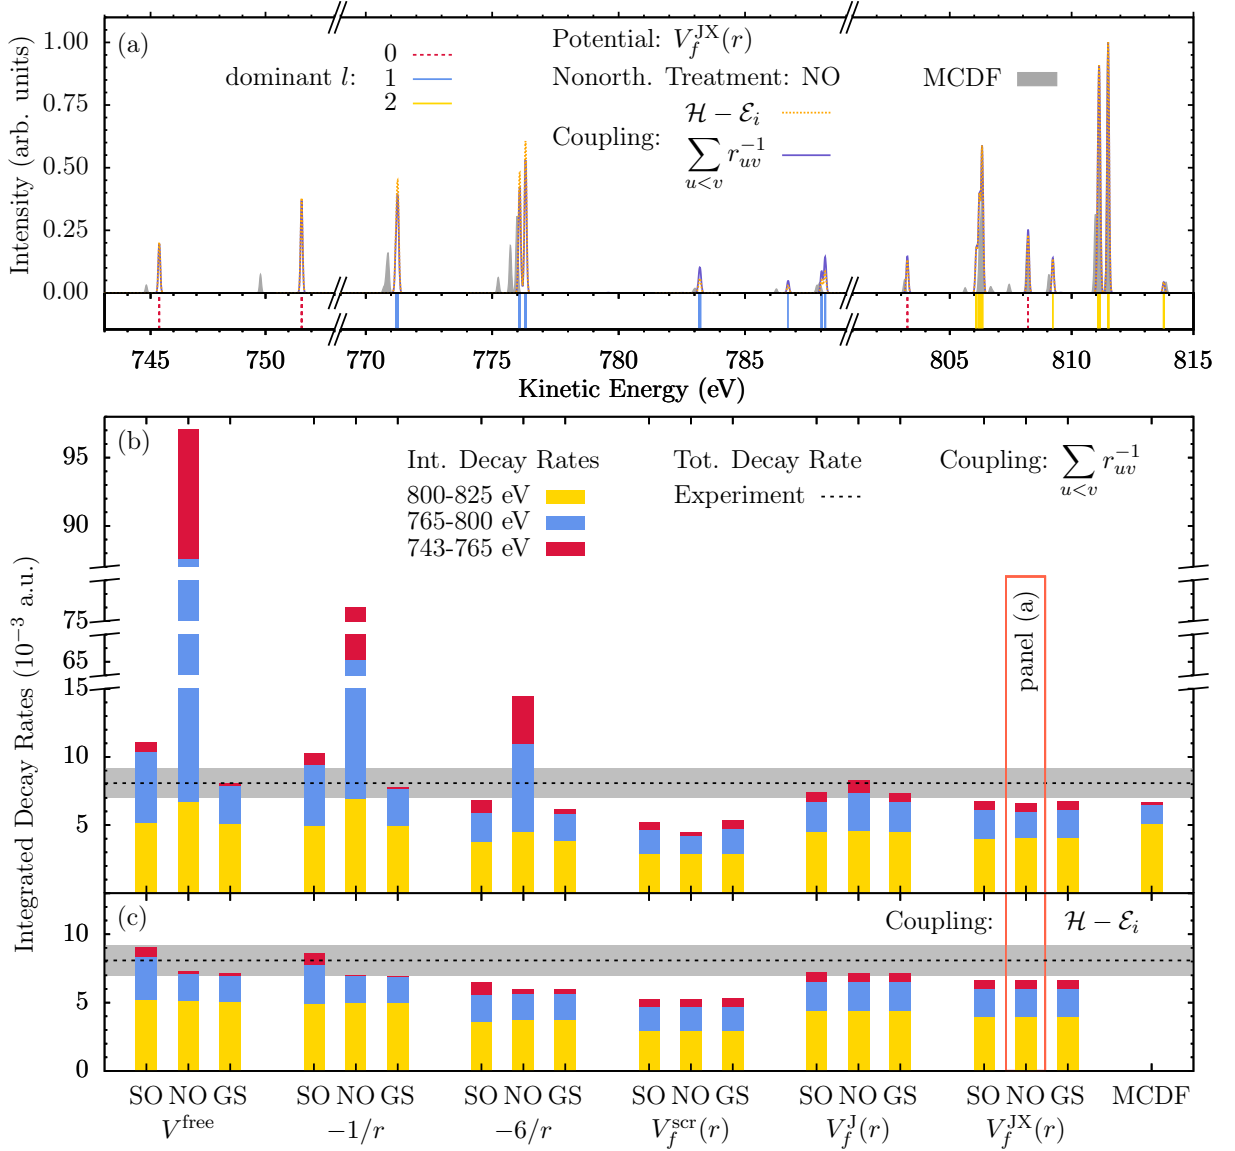 (a)
Intensity (arb. units)
1.00
0.75
0.50
0.25
0.00
dominant l:
0
1
2
Potential: V_f^JX(r)
Nonorth. Treatment: NO
Coupling:
ℋ − ℰ_i
∑_{u<v} r_{uv}^{−1}
MCDF
745 750 770 775 780 785 805 810 815
Kinetic Energy (eV)
(b)
Integrated Decay Rates (10^−3 a.u.)
95
90
75
65
15
10
5
Int. Decay Rates
800-825 eV
765-800 eV
743-765 eV
Tot. Decay Rate
Experiment
Coupling: ∑_{u<v} r_{uv}^{−1}
panel (a)
(c)
Coupling: ℋ − ℰ_i
10
5
0
SO NO GS SO NO GS SO NO GS SO NO GS SO NO GS SO NO GS MCDF
V^free −1/r −6/r V_f^scr(r) V_f^J(r) V_f^JX(r)